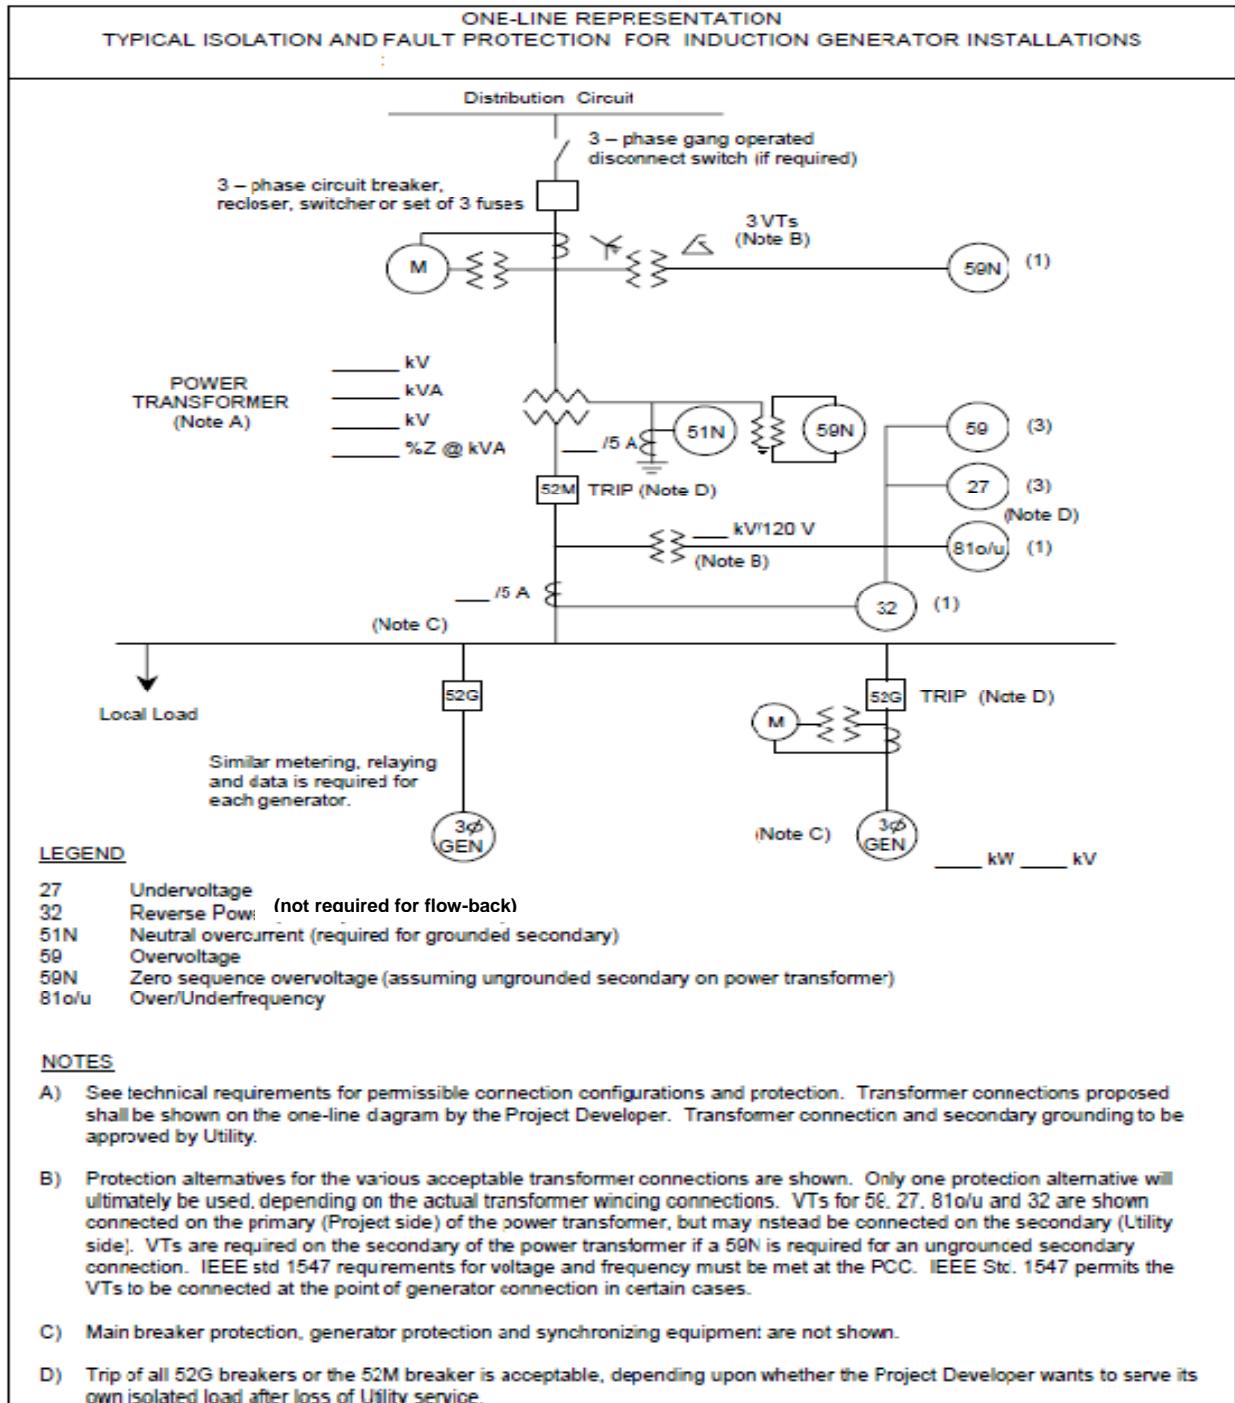 ONE-LINE REPRESENTATION
TYPICAL ISOLATION AND FAULT PROTECTION FOR INDUCTION GENERATOR INSTALLATIONS
Distribution Circuit
3 – phase gang operated
disconnect switch (if required)
3 – phase circuit breaker,
recloser, switcher or set of 3 fuses
3 VTs
(Note B)
M
59N (1)
____ kV
POWER
TRANSFORMER
(Note A)
____ kVA
____ kV
____ %Z @ kVA
___ /5 A
51N
59N
59 (3)
27 (3)
(Note D)
52M TRIP (Note D)
___ kV/120 V
(Note B)
81o/u (1)
___ /5 A
32 (1)
(Note C)
52G
52G TRIP (Note D)
Local Load
M
Similar metering, relaying
and data is required for
each generator.
3ϕ
GEN
(Note C)
3ϕ
GEN
____ kW ____ kV
LEGEND
27 Undervoltage
32 Reverse (not required for flow-back)
51N Neutral overcurrent (required for grounded secondary)
59 Overvoltage
59N Zero sequence overvoltage (assuming ungrounded secondary on power transformer)
81o/u Over/Underfrequency
NOTES
A) See technical requirements for permissible connection configurations and protection. Transformer connections proposed
shall be shown on the one-line diagram by the Project Developer. Transformer connection and secondary grounding to be
approved by Utility.
B) Protection alternatives for the various acceptable transformer connections are shown. Only one protection alternative will
ultimately be used, depending on the actual transformer winding connections. VTs for 59, 27, 81o/u and 32 are shown
connected on the primary (Project side) of the power transformer, but may instead be connected on the secondary (Utility
side). VTs are required on the secondary of the power transformer if a 59N is required for an ungrounded secondary
connection. IEEE std 1547 requirements for voltage and frequency must be met at the PCC. IEEE Std. 1547 permits the
VTs to be connected at the point of generator connection in certain cases.
C) Main breaker protection, generator protection and synchronizing equipment are not shown.
D) Trip of all 52G breakers or the 52M breaker is acceptable, depending upon whether the Project Developer wants to serve its
own isolated load after loss of Utility service.